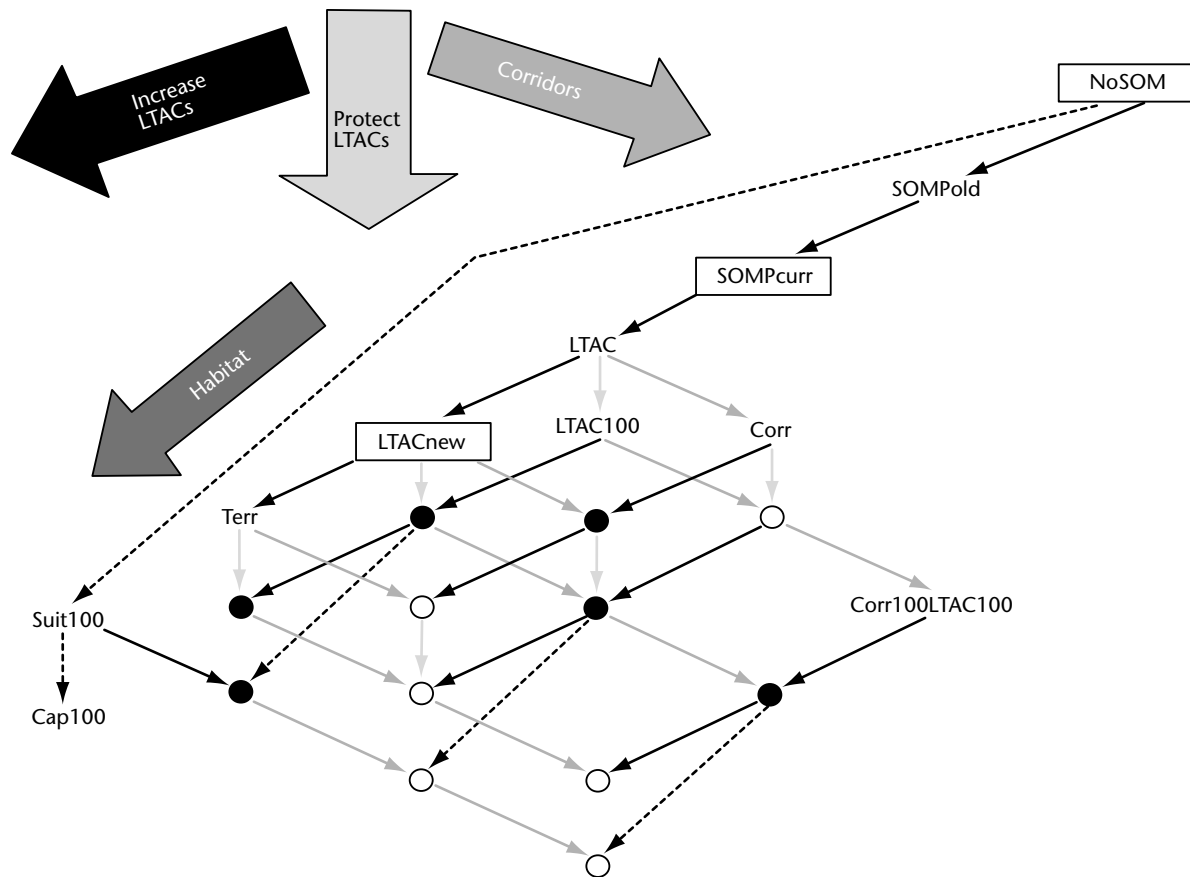 Increase
LTACs
Protect
LTACs
Corridors
NoSOM
SOMPold
SOMPcurr
Habitat
LTAC
LTACnew
LTAC100
Corr
Terr
Suit100
Corr100LTAC100
Cap100